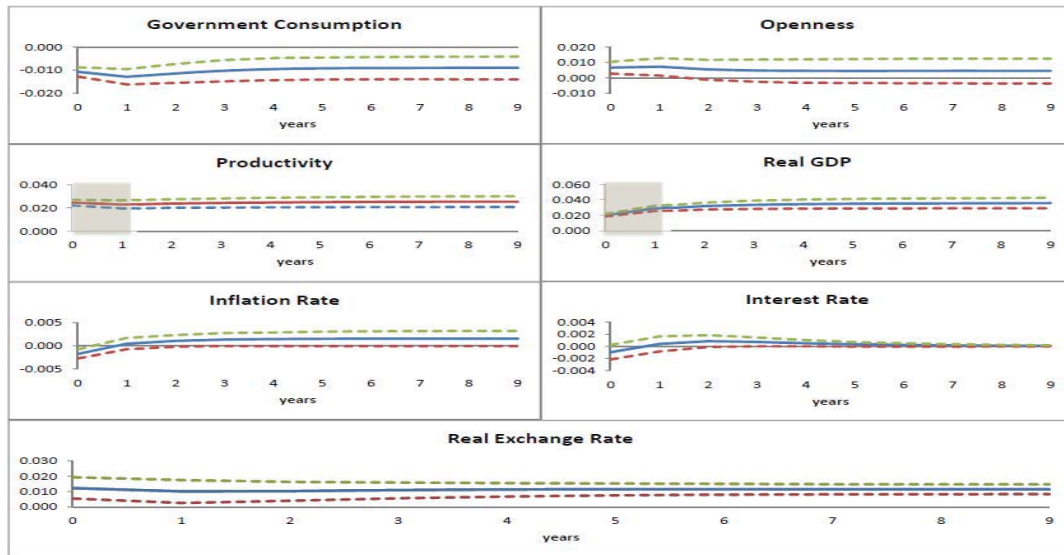 Government Consumption
0.000
-0.010
-0.020
0 1 2 3 4 5 6 7 8 9
years
Openness
0.020
0.010
0.000
-0.010
0 1 2 3 4 5 6 7 8 9
years
Productivity
0.040
0.020
0.000
0 1 2 3 4 5 6 7 8 9
years
Real GDP
0.060
0.040
0.020
0.000
0 1 2 3 4 5 6 7 8 9
years
Inflation Rate
0.005
0.000
-0.005
0 1 2 3 4 5 6 7 8 9
years
Interest Rate
0.004
0.002
0.000
-0.002
-0.004
0 1 2 3 4 5 6 7 8 9
years
Real Exchange Rate
0.030
0.020
0.010
0.000
0 1 2 3 4 5 6 7 8 9
years